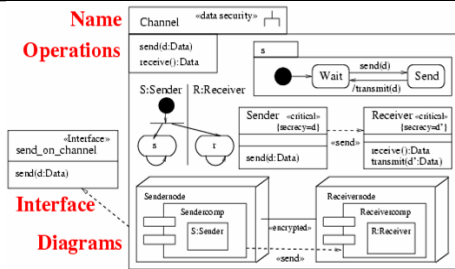 Name
Channel «data security»
Operations
send(d:Data)
receive():Data
s
Wait
send(d)
/transmit(d)
Send
S:Sender R:Receiver
s
r
Sender «critical»
{secrecy=d}
send(d:Data)
«send»
Receiver «critical»
{secrecy=d'}
receive():Data
transmit(d':Data)
«Interface»
send_on_channel
send(d:Data)
Interface
Diagrams
Sendernode
Sendercomp
S:Sender
«encrypted»
«send»
Receivernode
Receivercomp
R:Receiver